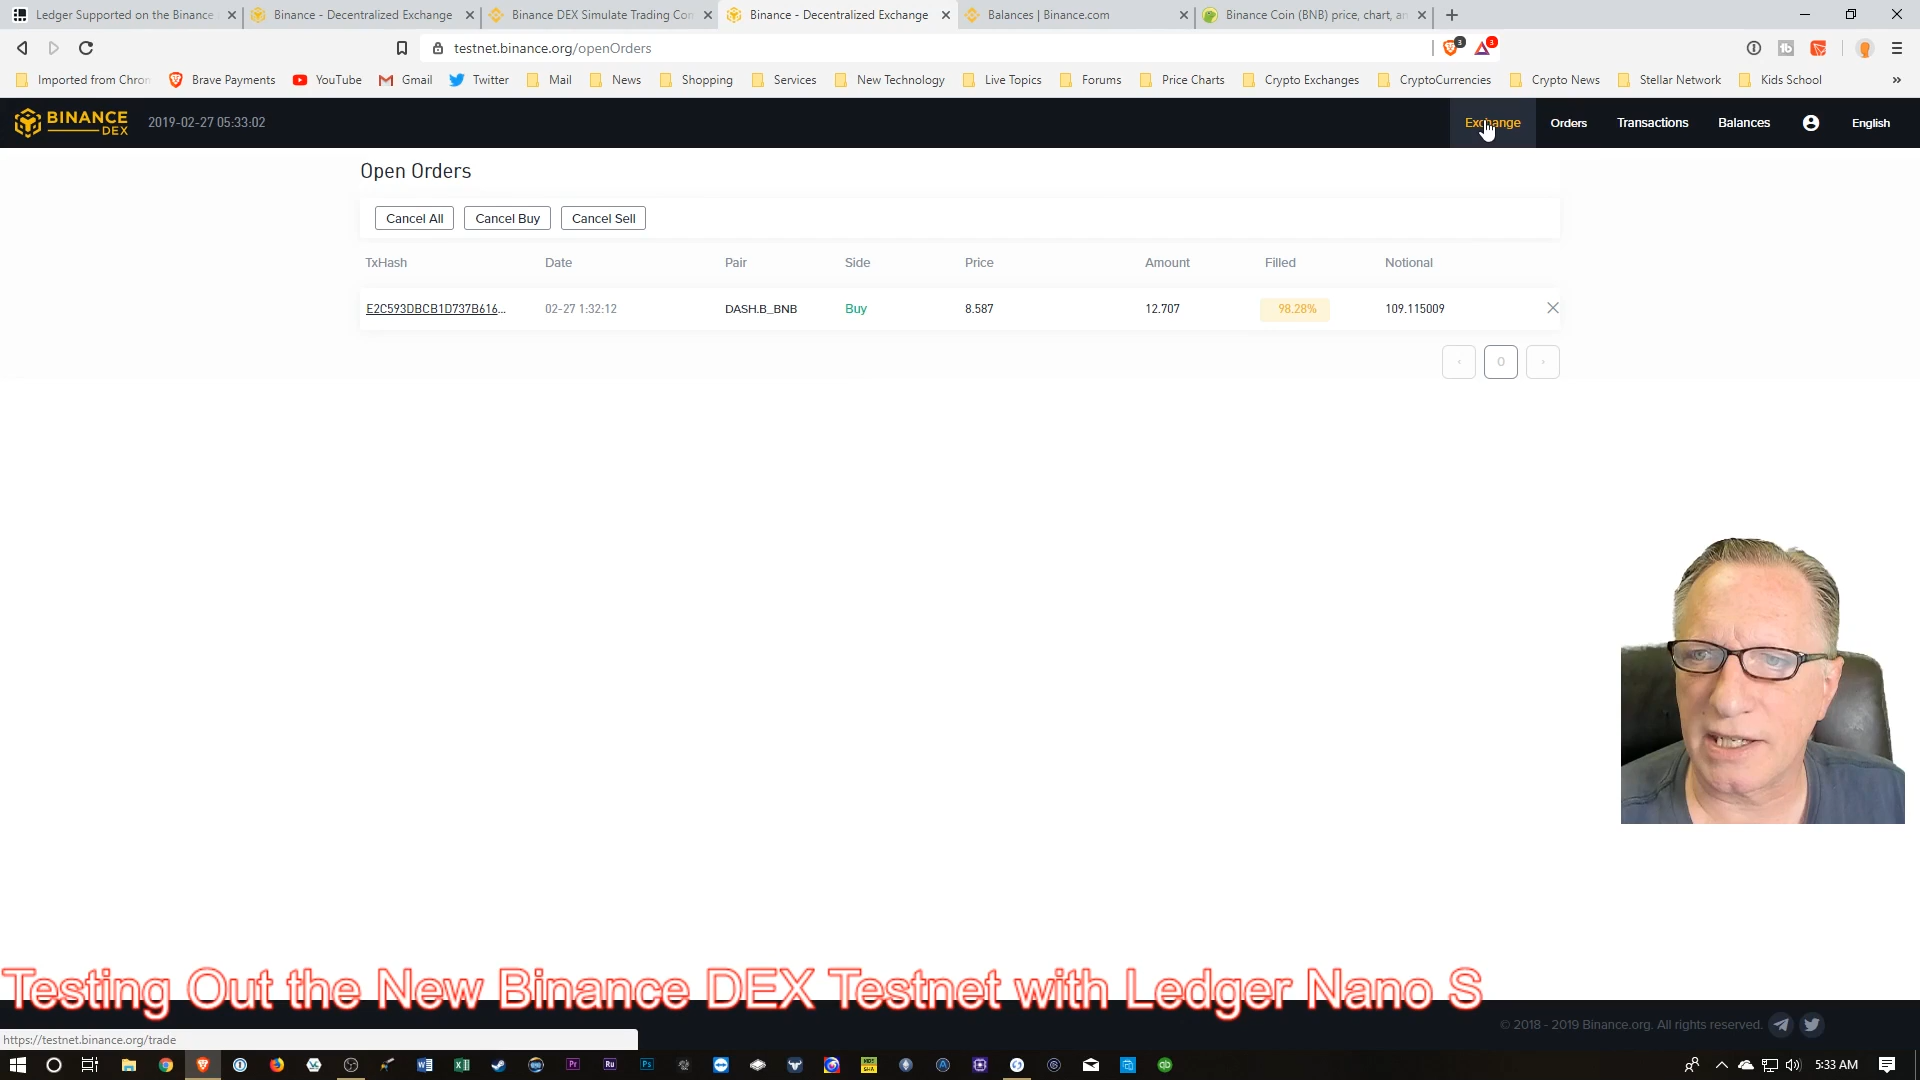 Ledger Supported on the Binance
Binance - Decentralized Exchange
Binance DEX Simulate Trading Con
Binance - Decentralized Exchange
Balances | Binance.com
Binance Coin (BNB) price, chart, an
testnet.binance.org/openOrders
3
3
Imported from Chron
Brave Payments
YouTube
Gmail
Twitter
Mail
News
Shopping
Services
New Technology
Live Topics
Forums
Price Charts
Crypto Exchanges
CryptoCurrencies
Crypto News
Stellar Network
Kids School
»
BINANCE
DEX
2019-02-27 05:33:02
Exchange
Orders
Transactions
Balances
English
Open Orders
Cancel All
Cancel Buy
Cancel Sell
TxHash Date Pair Side Price Amount Filled Notional
E2C593DBCB1D737B616... 02-27 1:32:12 DASH.B_BNB Buy 8.587 12.707 98.28% 109.115009
0
Testing Out the New Binance DEX Testnet with Ledger Nano S
© 2018 - 2019 Binance.org. All rights reserved.
https://testnet.binance.org/trade
5:33 AM